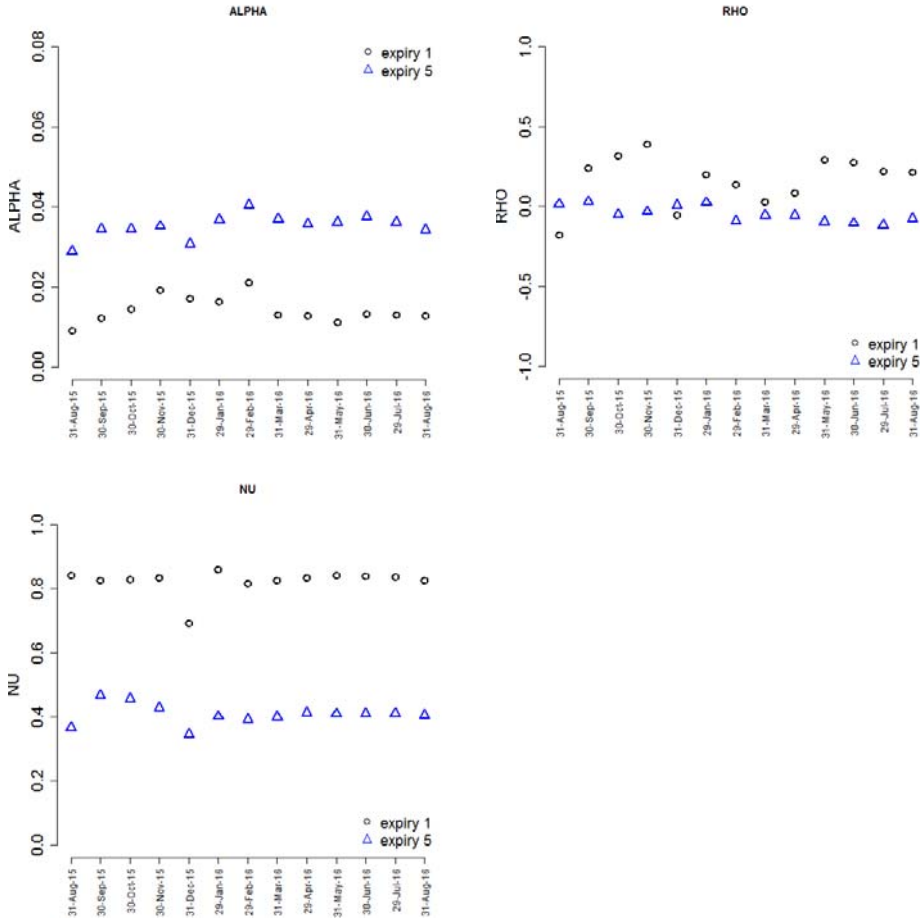 ALPHA
ALPHA
0.00
0.02
0.04
0.06
0.08
expiry 1
expiry 5
31-Aug-15
30-Sep-15
30-Oct-15
30-Nov-15
31-Dec-15
29-Jan-16
29-Feb-16
31-Mar-16
29-Apr-16
31-May-16
30-Jun-16
29-Jul-16
31-Aug-16
RHO
RHO
-1.0
-0.5
0.0
0.5
1.0
expiry 1
expiry 5
31-Aug-15
30-Sep-15
30-Oct-15
30-Nov-15
31-Dec-15
29-Jan-16
29-Feb-16
31-Mar-16
29-Apr-16
31-May-16
30-Jun-16
29-Jul-16
31-Aug-16
NU
NU
0.0
0.2
0.4
0.6
0.8
1.0
expiry 1
expiry 5
31-Aug-15
30-Sep-15
30-Oct-15
30-Nov-15
31-Dec-15
29-Jan-16
29-Feb-16
31-Mar-16
29-Apr-16
31-May-16
30-Jun-16
29-Jul-16
31-Aug-16